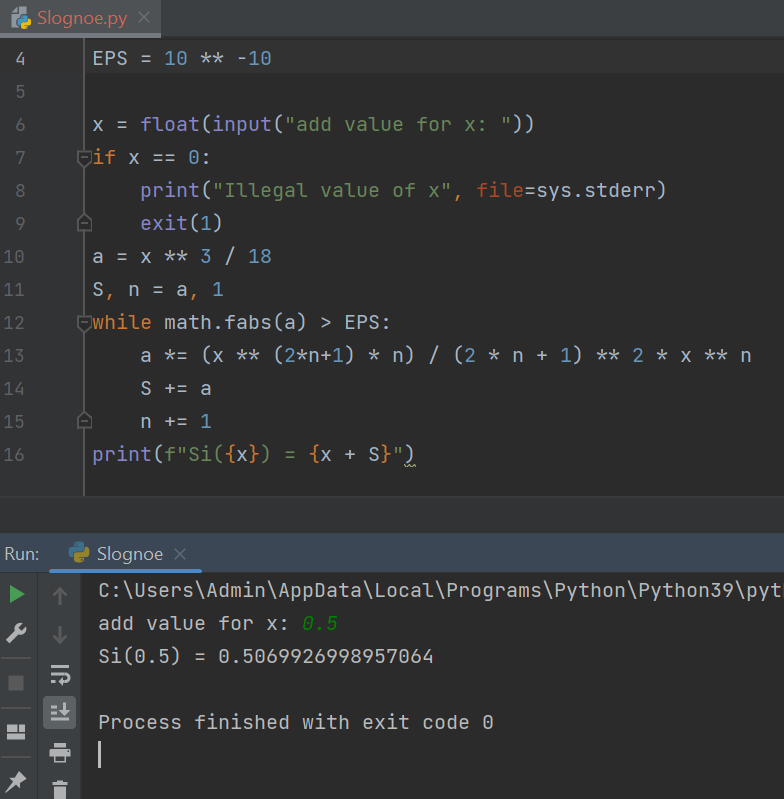 Slognoe.py
4 EPS = 10 ** -10
5
6 x = float(input("add value for x: "))
7 if x == 0:
8     print("Illegal value of x", file=sys.stderr)
9     exit(1)
10 a = x ** 3 / 18
11 S, n = a, 1
12 while math.fabs(a) > EPS:
13     a *= (x ** (2*n+1) * n) / (2 * n + 1) ** 2 * x ** n
14     S += a
15     n += 1
16 print(f"Si({x}) = {x + S}")
Run: Slognoe
C:\Users\Admin\AppData\Local\Programs\Python\Python39\pyt
add value for x: 0.5
Si(0.5) = 0.5069926998957064
Process finished with exit code 0